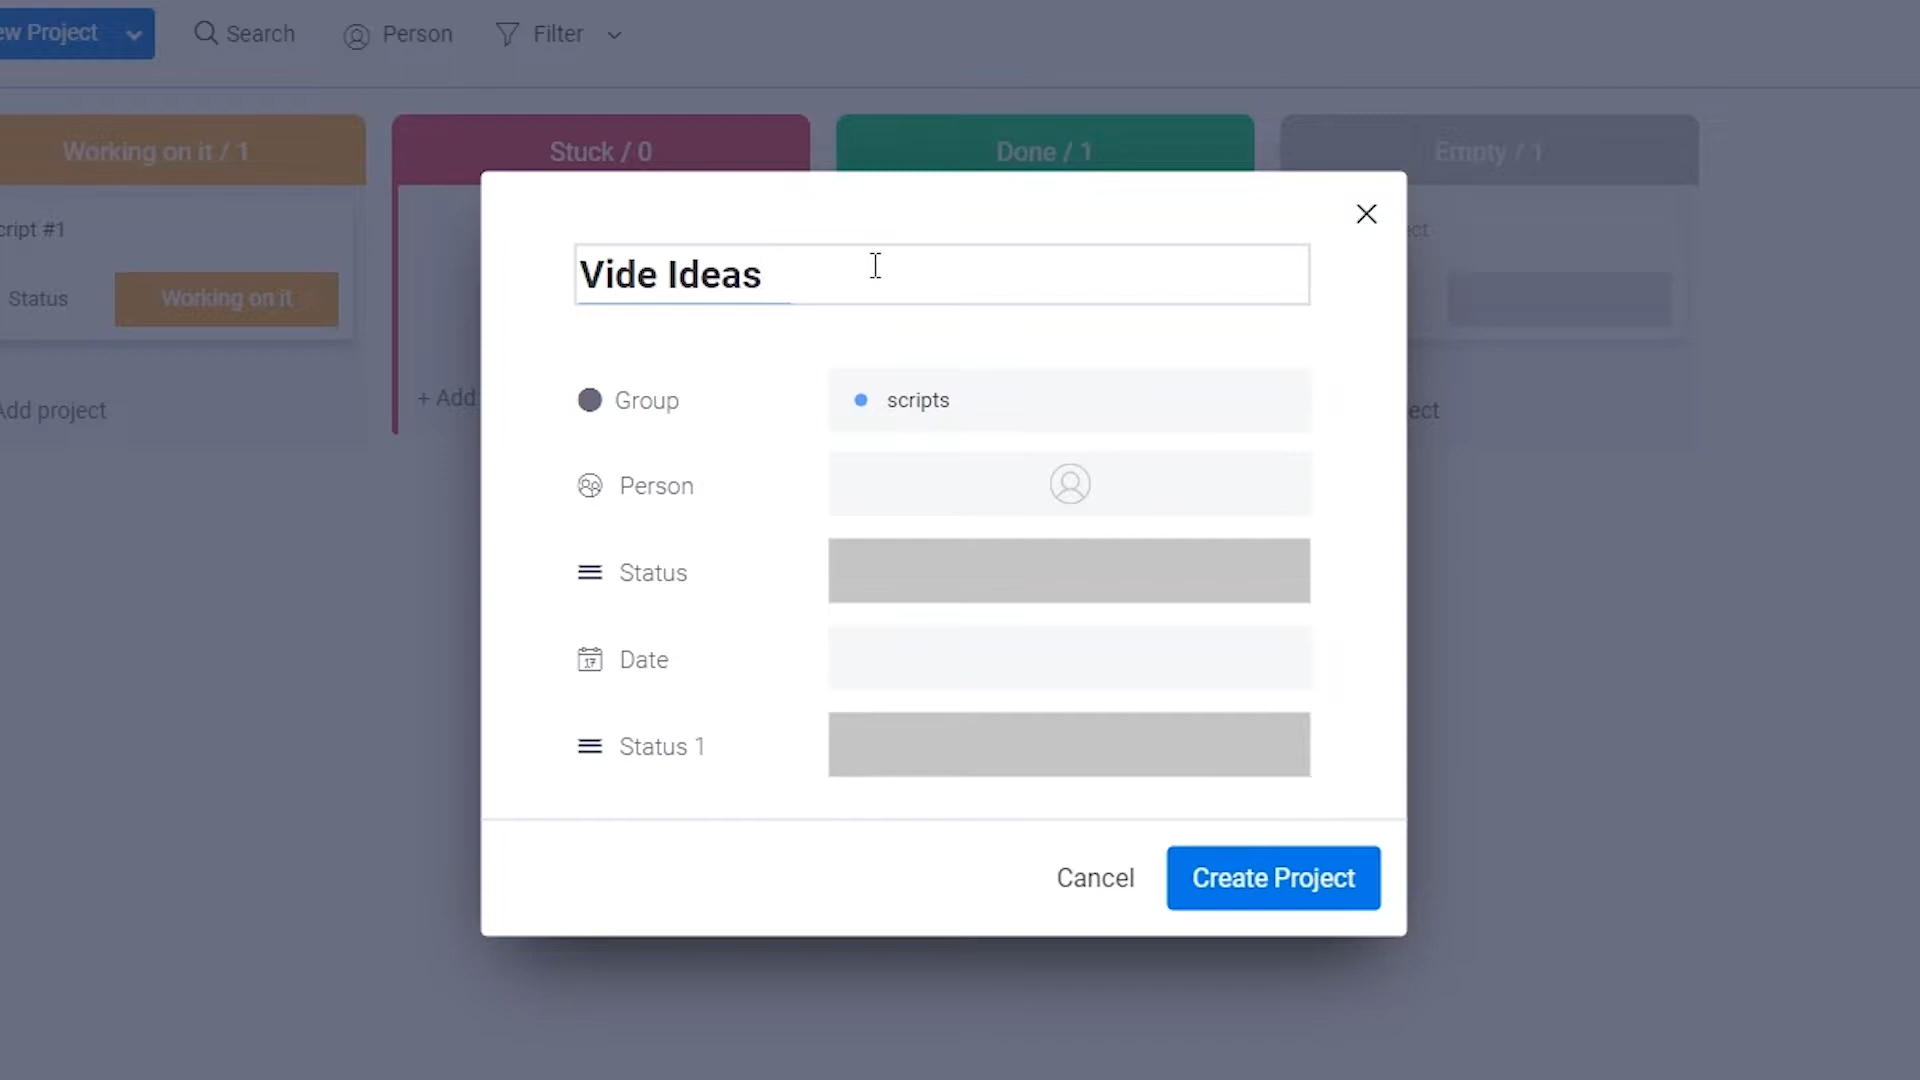 ew Project
Search
Person
Filter
Working on it / 1
Stuck / 0
Done / 1
Empty / 1
cript #1
Status
Working on it
Add project
+ Add
ect
ect
Vide Ideas
Group
scripts
Person
Status
Date
17
Status 1
Cancel
Create Project